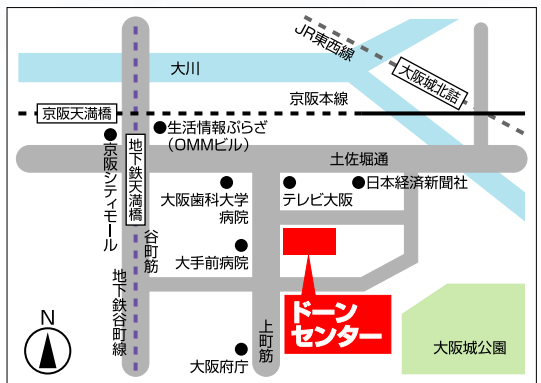 JR東西線
大川
大阪城北詰
京阪本線
京阪天満橋
生活情報ぷらざ
（OMMビル）
地下鉄天満橋
京阪シティモール
土佐堀通
大阪歯科大学
病院
テレビ大阪
日本経済新聞社
谷町筋
大手前病院
地下鉄谷町線
ドーン
センター
上町筋
N
大阪府庁
大阪城公園